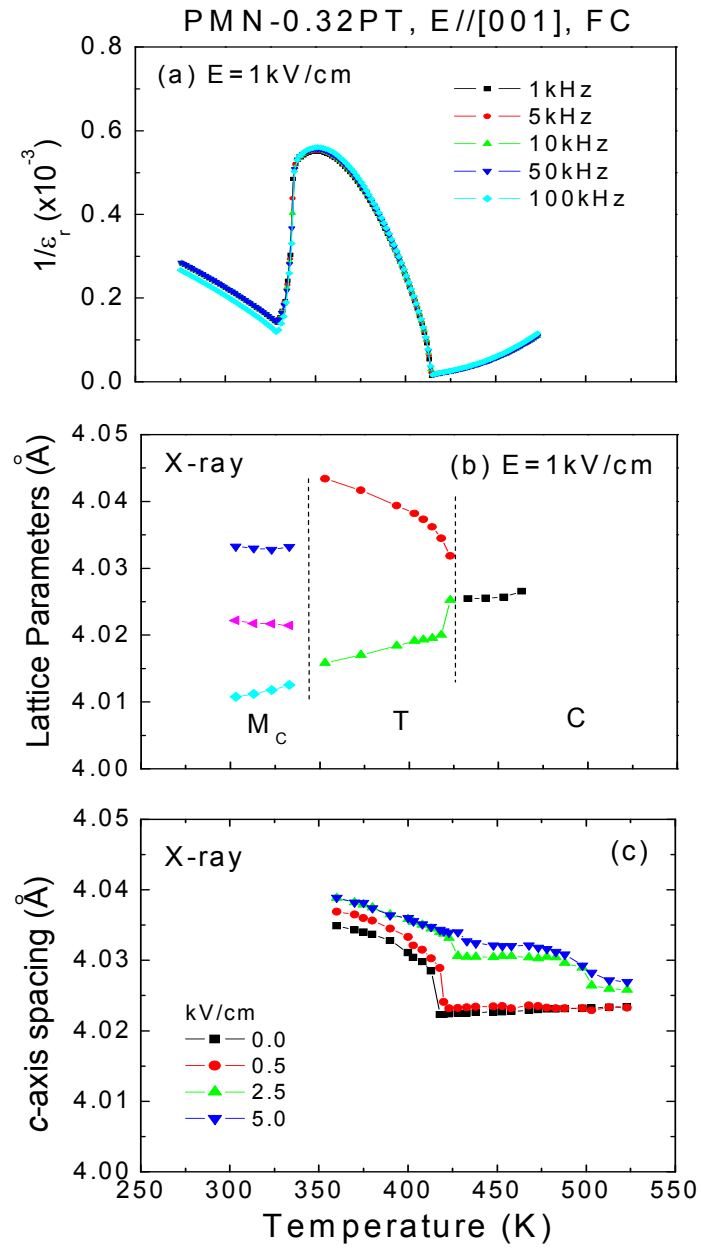 PMN-0.32PT, E//[001], FC
(a) E=1kV/cm
1kHz
5kHz
10kHz
50kHz
100kHz
1/εr (x10⁻³)
0.8
0.6
0.4
0.2
0.0
X-ray
(b) E=1kV/cm
Lattice Parameters (Å)
4.05
4.04
4.03
4.02
4.01
4.00
MC
T
C
X-ray
(c)
c-axis spacing (Å)
4.05
4.04
4.03
4.02
4.01
4.00
kV/cm
0.0
0.5
2.5
5.0
250 300 350 400 450 500 550
Temperature (K)